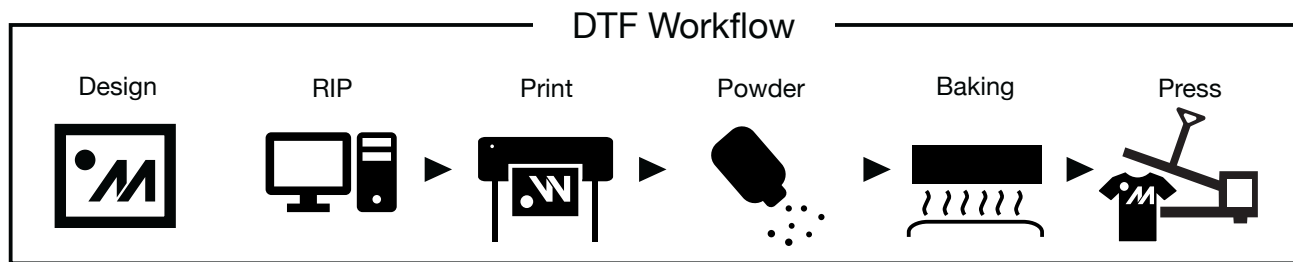 DTF Workflow
Design
RIP
Print
Powder
Baking
Press